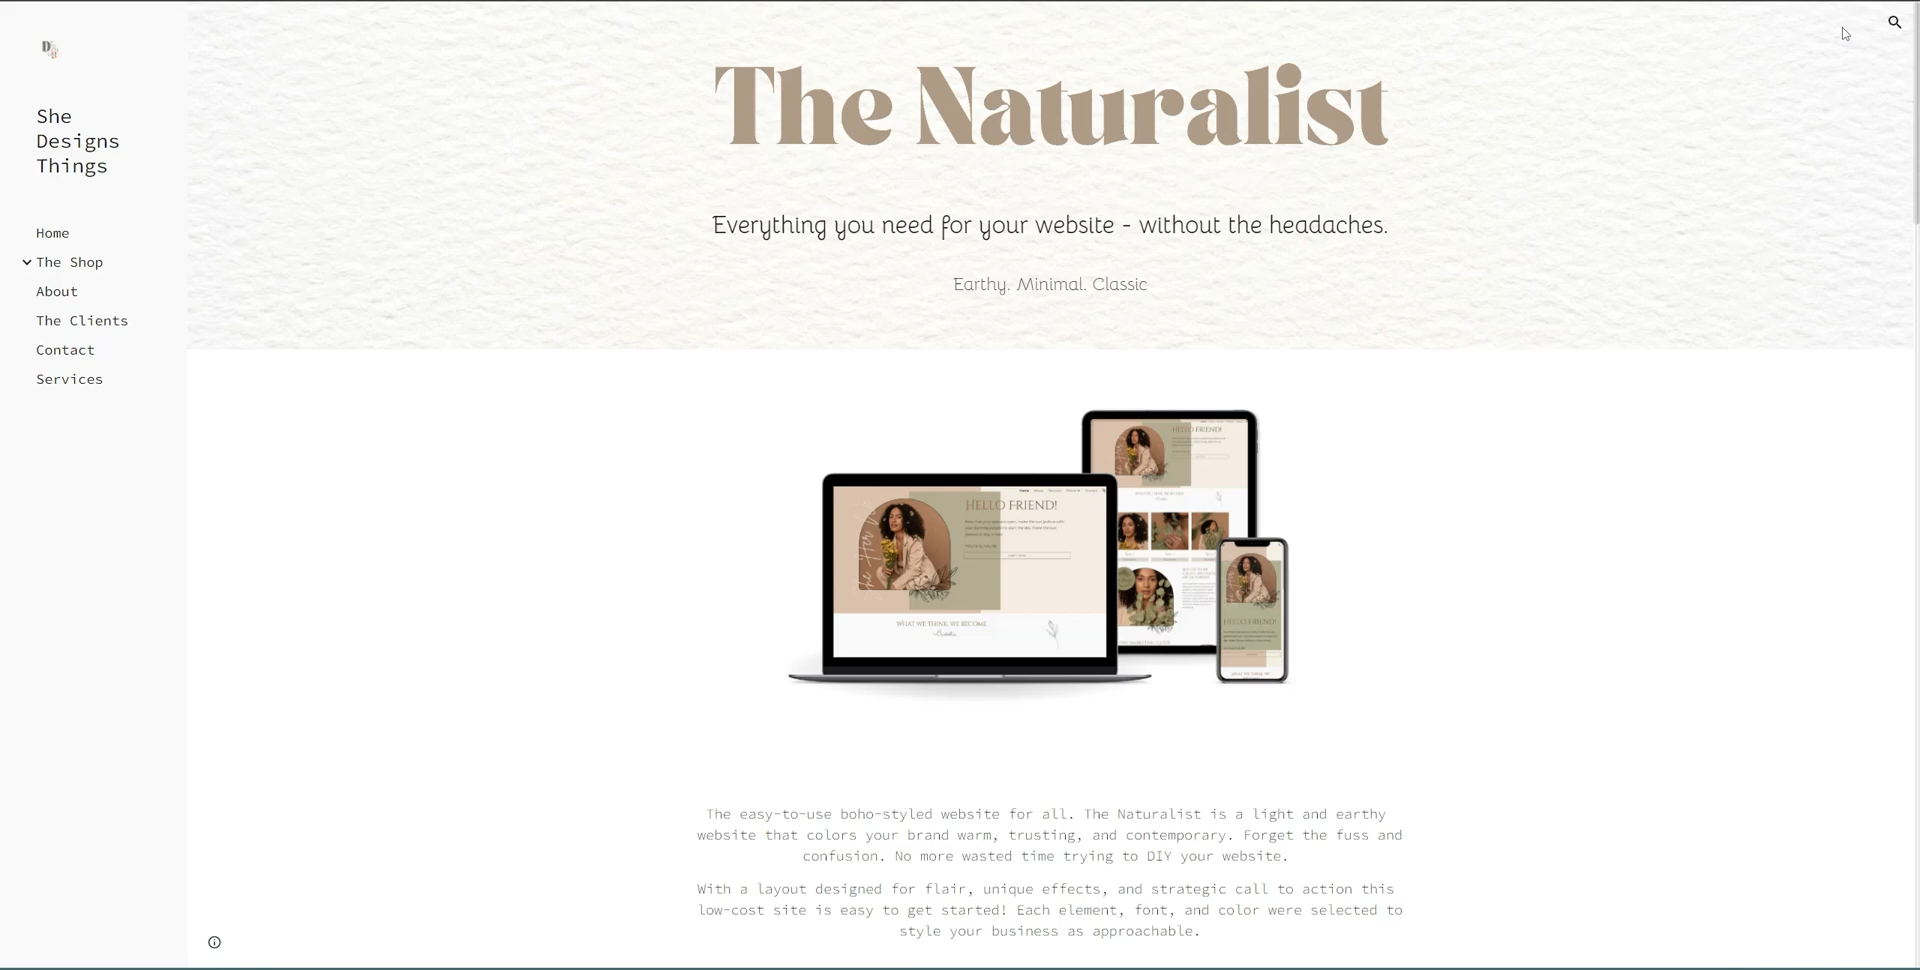 She
Designs
Things
Home
The Shop
About
The Clients
Contact
Services
The Naturalist
Everything you need for your website - without the headaches.
Earthy. Minimal. Classic
HELLO FRIEND!
WHAT WE THINK, WE BECOME
HELLO FRIEND!
HELLO FRIEND!
The easy-to-use boho-styled website for all. The Naturalist is a light and earthy
website that colors your brand warm, trusting, and contemporary. Forget the fuss and
confusion. No more wasted time trying to DIY your website.
With a layout designed for flair, unique effects, and strategic call to action this
low-cost site is easy to get started! Each element, font, and color were selected to
style your business as approachable.